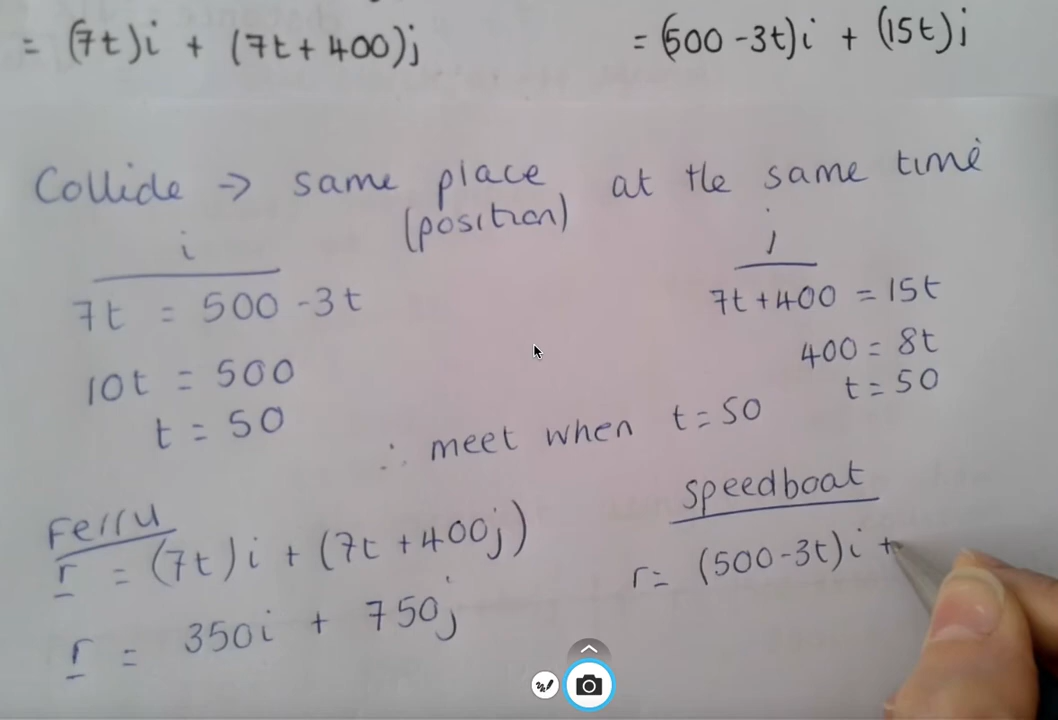 = (7t)i + (7t + 400)j
= (500 - 3t)i + (15t)j
Collide → same place at the same time
(position)
i
7t = 500 - 3t
10t = 500
t = 50
j
7t + 400 = 15t
400 = 8t
t = 50
∴ meet when t = 50
Ferry
r = (7t)i + (7t + 400j)
r = 350i + 750j
speedboat
r = (500 - 3t)i +